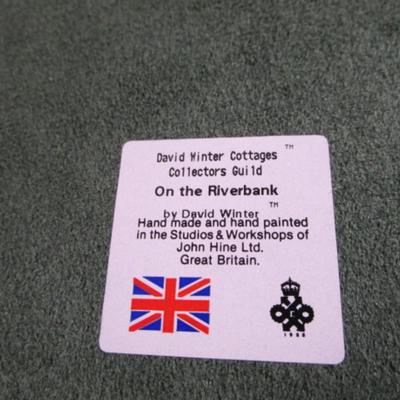 David Winter Cottages ™
Collectors Guild
On the Riverbank
by David Winter ™
Hand made and hand painted
in the Studios & Workshops of
John Hine Ltd.
Great Britain.